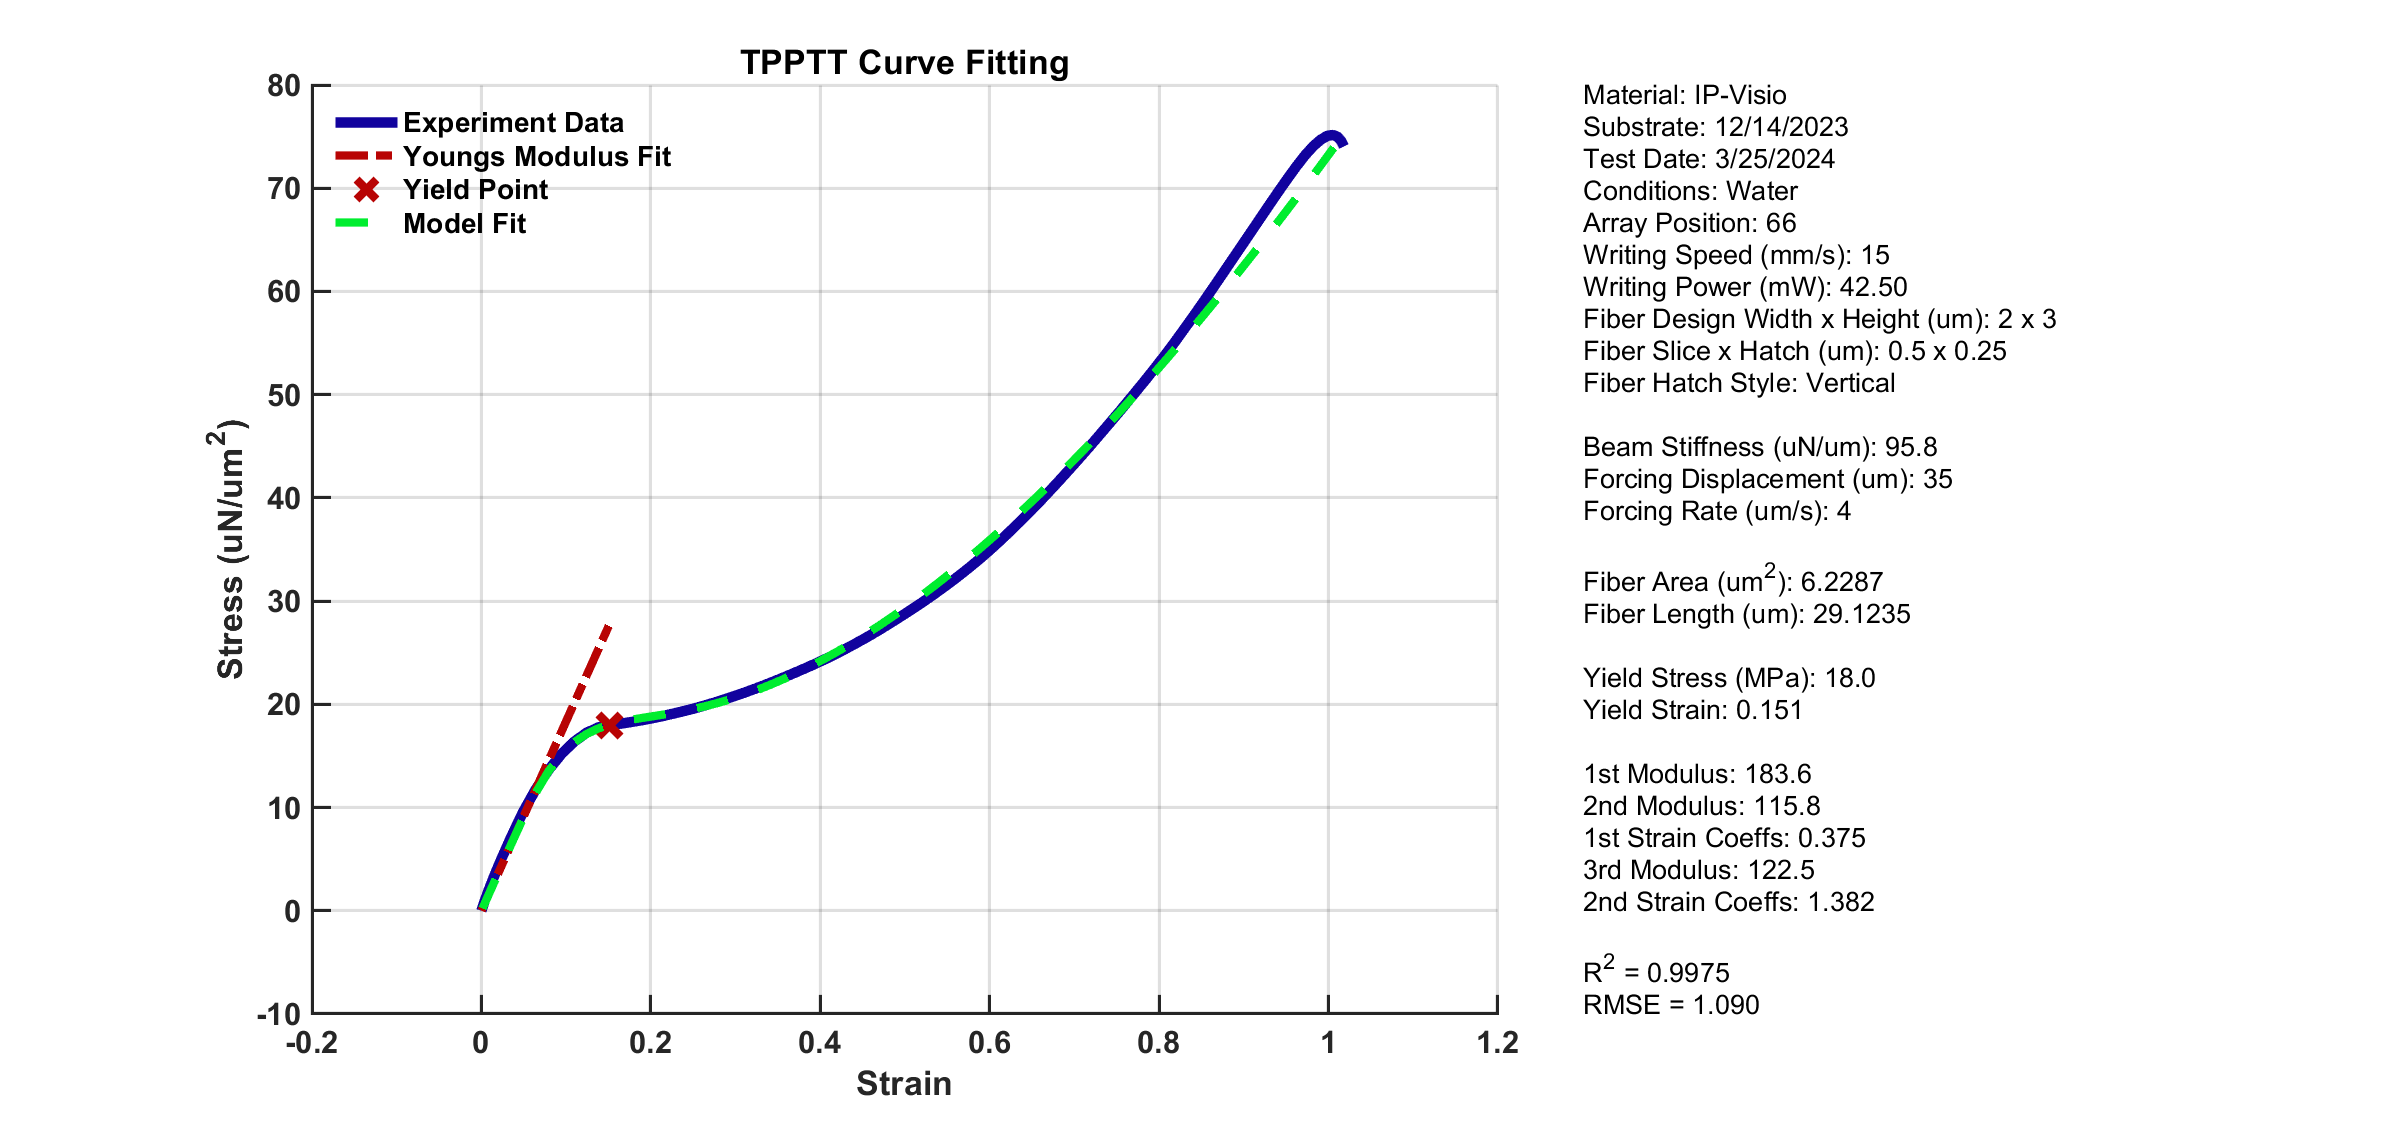 TPPTT Curve Fitting
80
70
60
50
40
30
20
10
0
-10
-0.2
0
0.2
0.4
0.6
0.8
1
1.2
Stress (uN/um²)
Strain
Experiment Data
Youngs Modulus Fit
Yield Point
Model Fit
Material: IP-Visio
Substrate: 12/14/2023
Test Date: 3/25/2024
Conditions: Water
Array Position: 66
Writing Speed (mm/s): 15
Writing Power (mW): 42.50
Fiber Design Width x Height (um): 2 x 3
Fiber Slice x Hatch (um): 0.5 x 0.25
Fiber Hatch Style: Vertical
Beam Stiffness (uN/um): 95.8
Forcing Displacement (um): 35
Forcing Rate (um/s): 4
Fiber Area (um²): 6.2287
Fiber Length (um): 29.1235
Yield Stress (MPa): 18.0
Yield Strain: 0.151
1st Modulus: 183.6
2nd Modulus: 115.8
1st Strain Coeffs: 0.375
3rd Modulus: 122.5
2nd Strain Coeffs: 1.382
R² = 0.9975
RMSE = 1.090